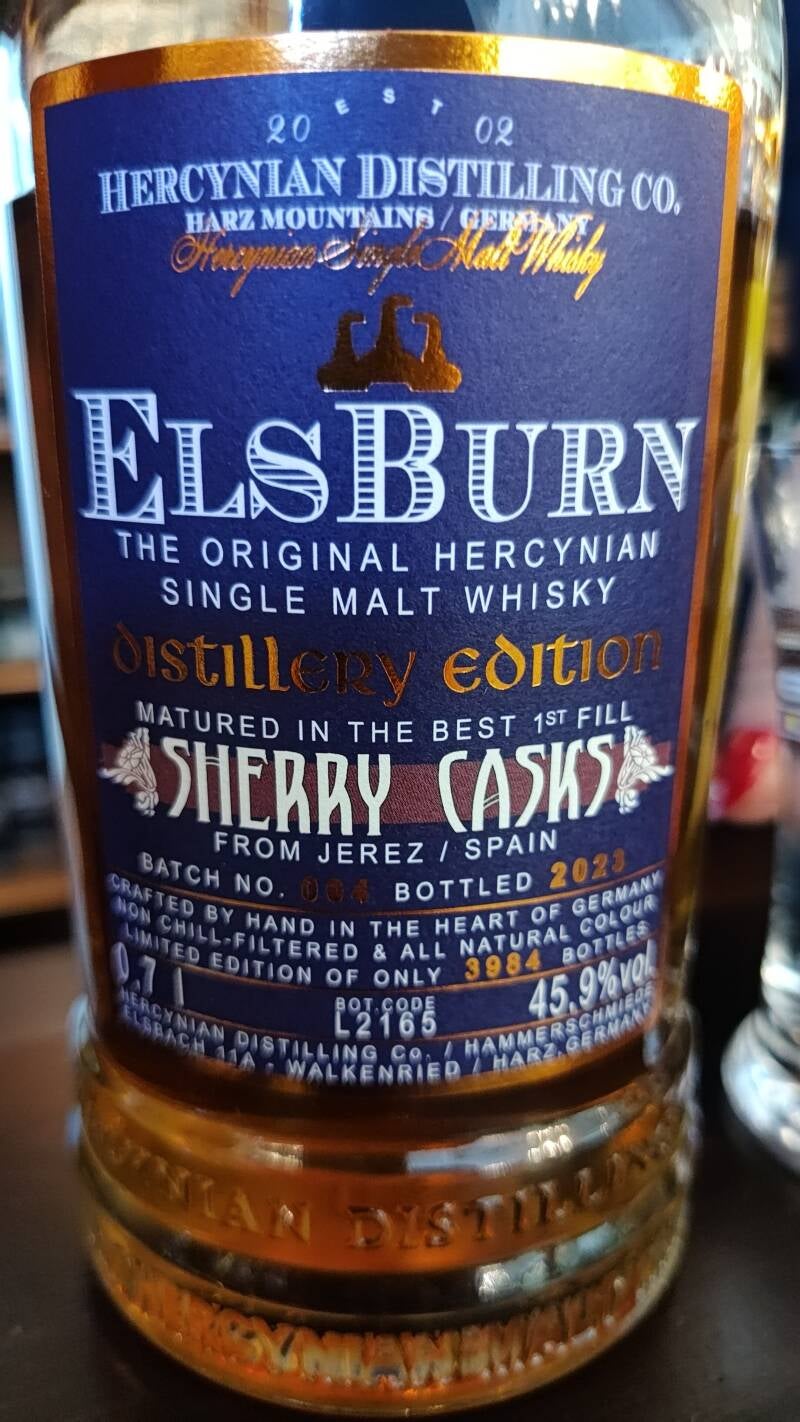 EST
20 02
HERCYNIAN DISTILLING CO.
HARZ MOUNTAINS / GERMANY
Hercynian Single Malt Whisky
ELSBURN
THE ORIGINAL HERCYNIAN
SINGLE MALT WHISKY
distillery edition
MATURED IN THE BEST 1ST FILL
SHERRY CASKS
FROM JEREZ / SPAIN
BATCH NO. 004 BOTTLED 2023
CRAFTED BY HAND IN THE HEART OF GERMANY
NON CHILL-FILTERED & ALL NATURAL COLOUR
LIMITED EDITION OF ONLY 3984 BOTTLES
0,7 l
BOT.CODE
L2165
45.9%vol.
HERCYNIAN DISTILLING Co. / HAMMERSCHMIEDE
ELSBACH 11A - WALKENRIED / HARZ, GERMANY
CYNIAN DISTILLING
HERCYNIAN MALT